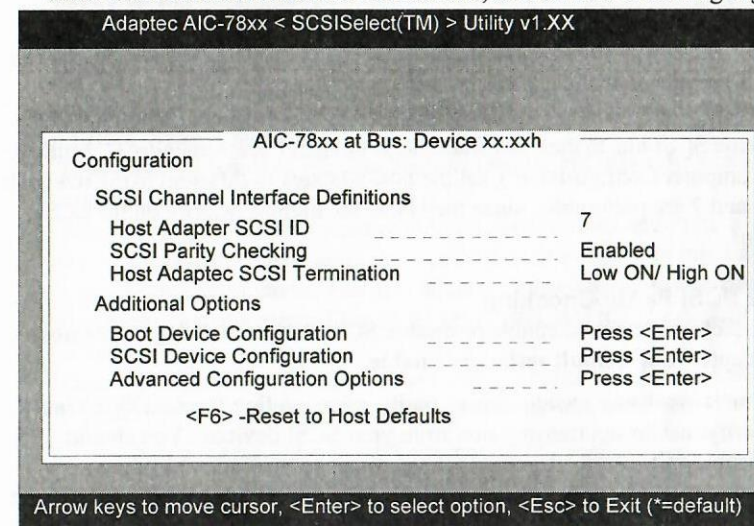 Adaptec AIC-78xx < SCSISelect(TM) > Utility v1.XX
AIC-78xx at Bus: Device xx:xxh
Configuration
SCSI Channel Interface Definitions
Host Adapter SCSI ID 7
SCSI Parity Checking Enabled
Host Adaptec SCSI Termination Low ON/ High ON
Additional Options
Boot Device Configuration Press <Enter>
SCSI Device Configuration Press <Enter>
Advanced Configuration Options Press <Enter>
<F6> -Reset to Host Defaults
Arrow keys to move cursor, <Enter> to select option, <Esc> to Exit (*=default)